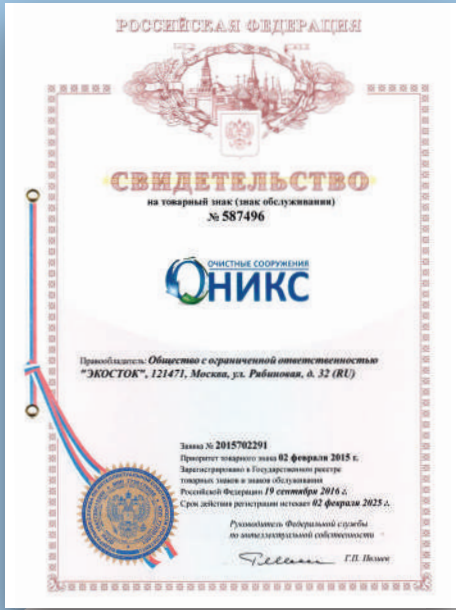 РОССИЙСКАЯ ФЕДЕРАЦИЯ
СВИДЕТЕЛЬСТВО
на товарный знак (знак обслуживания)
№ 587496
ОЧИСТНЫЕ СООРУЖЕНИЯ
ОНИКС
Правообладатель: Общество с ограниченной ответственностью
"ЭКОСТОК", 121471, Москва, ул. Рябиновая, д. 32 (RU)
Заявка № 2015702291
Приоритет товарного знака 02 февраля 2015 г.
Зарегистрировано в Государственном реестре
товарных знаков и знаков обслуживания
Российской Федерации 19 сентября 2016 г.
Срок действия регистрации истекает 02 февраля 2025 г.
Руководитель Федеральной службы
по интеллектуальной собственности
Г.П. Ивлиев